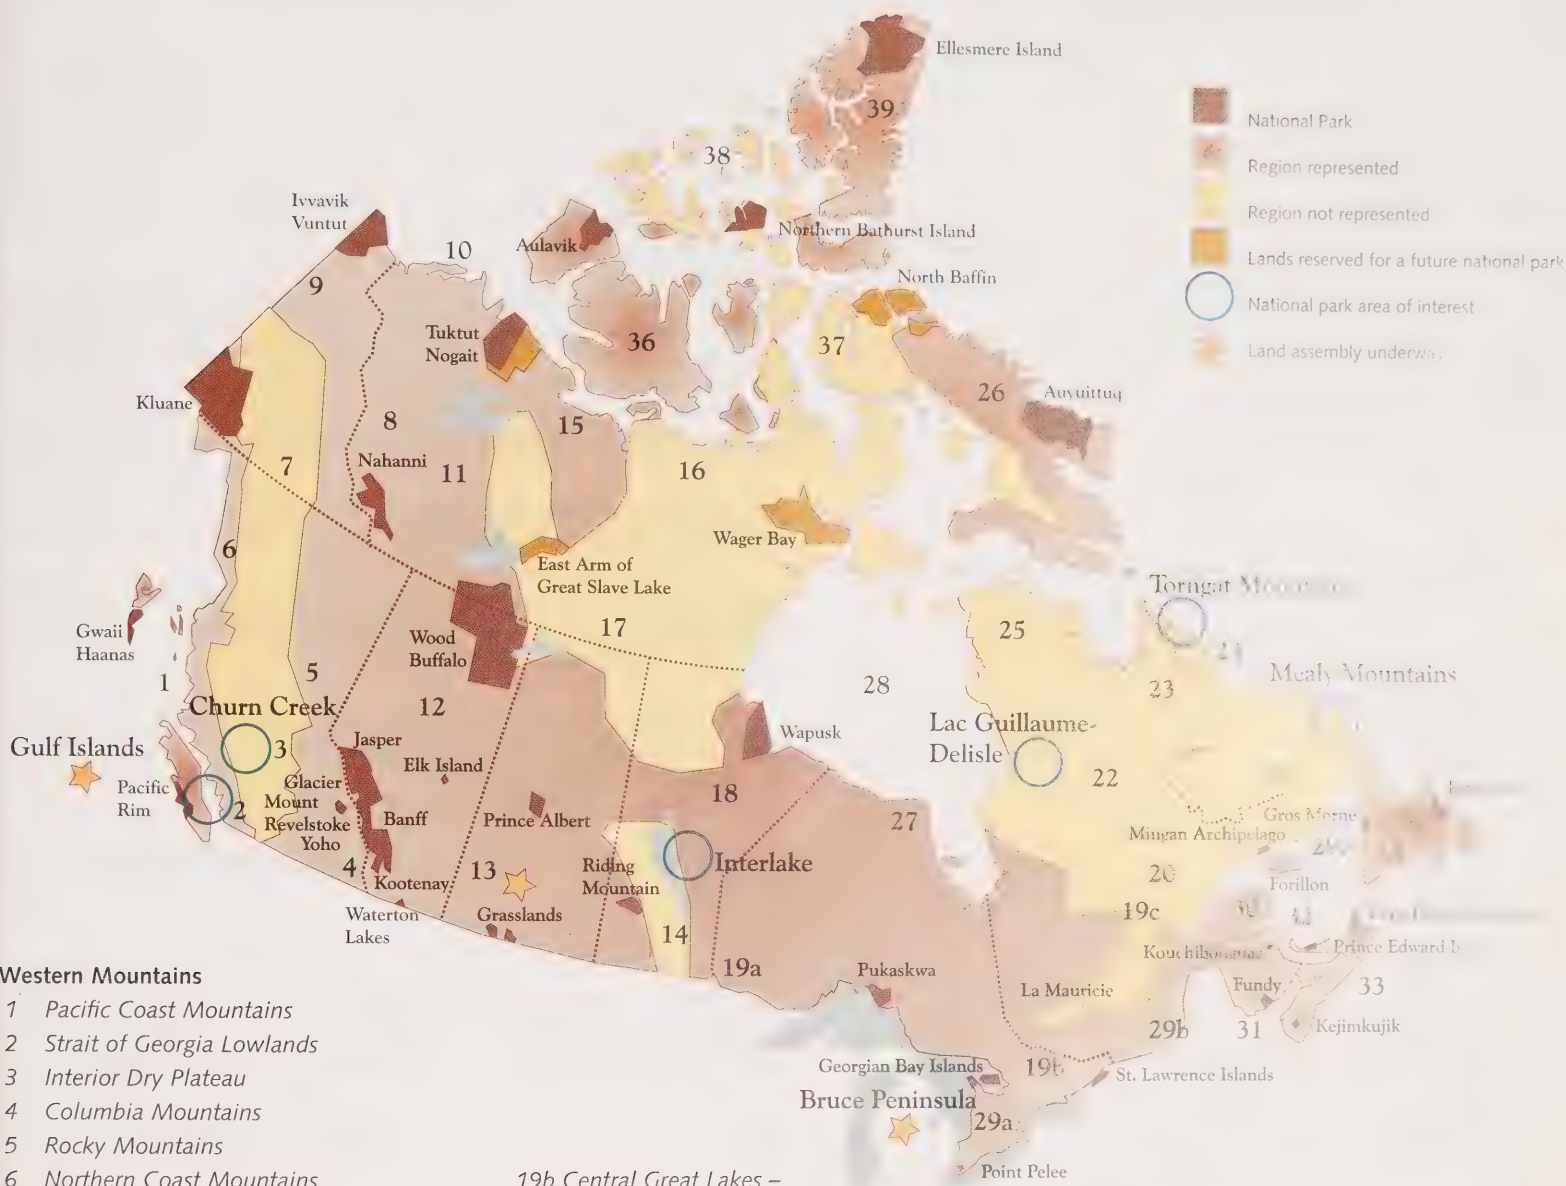 Ellesmere Island
39
National Park
38
Region represented
Ivvavik
Vuntut
Region not represented
Aulavik
Northern Bathurst Island
10
Lands reserved for a future national park
9
North Baffin
National park area of interest
Tuktut
Nogait
36
37
Land assembly
Kluane
26
Auyuittuq
8
15
7
Nahanni
11
16
Wager Bay
6
East Arm of
Great Slave Lake
Torngat
Gwaii
Haanas
Wood
Buffalo
17
25
1
5
28
23
Mealy Mountains
Churn Creek
12
Lac Guillaume-
Delisle
Gulf Islands
3
Jasper
Wapusk
Elk Island
22
Pacific
Rim
2
Glacier
Mount
Revelstoke
Yoho
Banff
Prince Albert
18
27
Gros Morne
Mingan Archipelago
4
Kootenay
13
Riding
Mountain
Interlake
20
Forillon
Waterton
Lakes
Grasslands
14
19c
Kouchibouguac
Prince Edward
19a
Pukaskwa
La Mauricie
Fundy
33
29b
31
Kejimkujik
Georgian Bay Islands
19b
St. Lawrence Islands
Bruce Peninsula
29a
Point Pelee
Western Mountains
1 Pacific Coast Mountains
2 Strait of Georgia Lowlands
3 Interior Dry Plateau
4 Columbia Mountains
5 Rocky Mountains
6 Northern Coast Mountains
19b Central Great Lakes –